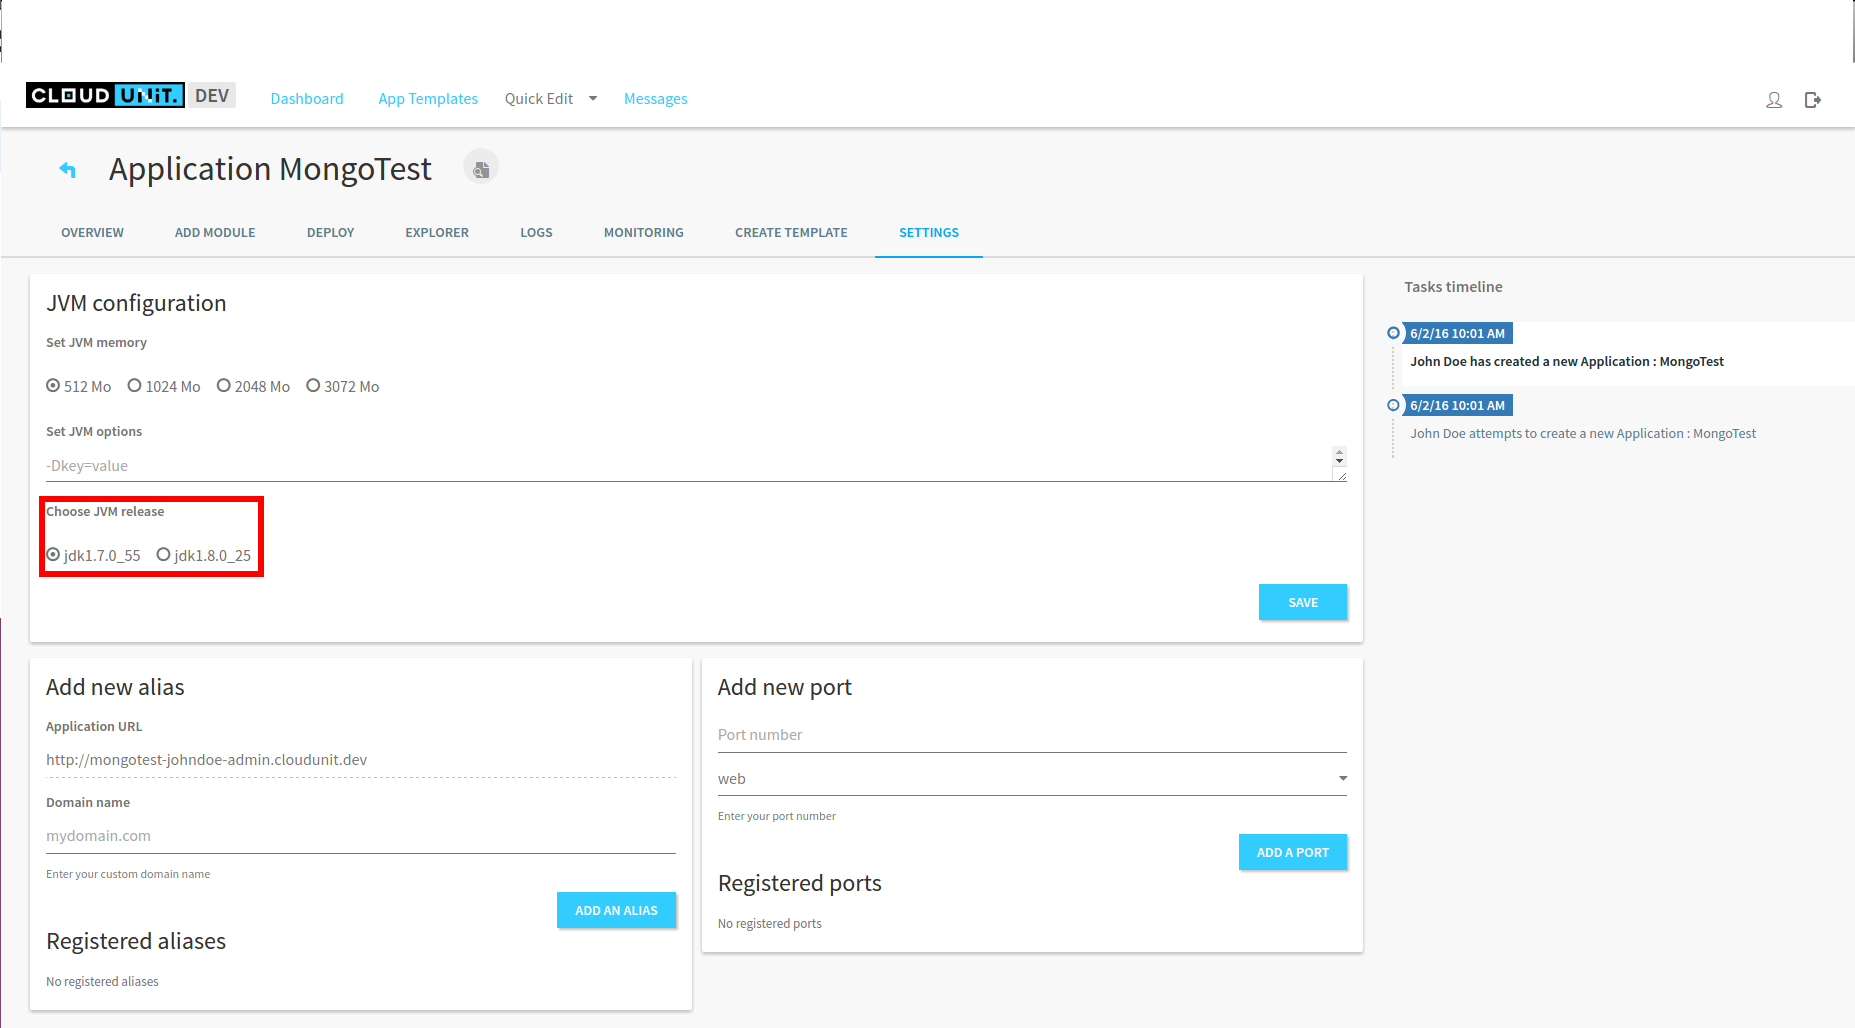 CLOUD UNIT. DEV Dashboard App Templates Quick Edit Messages
Application MongoTest
OVERVIEW ADD MODULE DEPLOY EXPLORER LOGS MONITORING CREATE TEMPLATE SETTINGS
JVM configuration
Set JVM memory
512 Mo 1024 Mo 2048 Mo 3072 Mo
Set JVM options
-Dkey=value
Choose JVM release
jdk1.7.0_55 jdk1.8.0_25
SAVE
Add new alias
Application URL
http://mongotest-johndoe-admin.cloudunit.dev
Domain name
mydomain.com
Enter your custom domain name
ADD AN ALIAS
Registered aliases
No registered aliases
Add new port
Port number
web
Enter your port number
ADD A PORT
Registered ports
No registered ports
Tasks timeline
6/2/16 10:01 AM
John Doe has created a new Application : MongoTest
6/2/16 10:01 AM
John Doe attempts to create a new Application : MongoTest